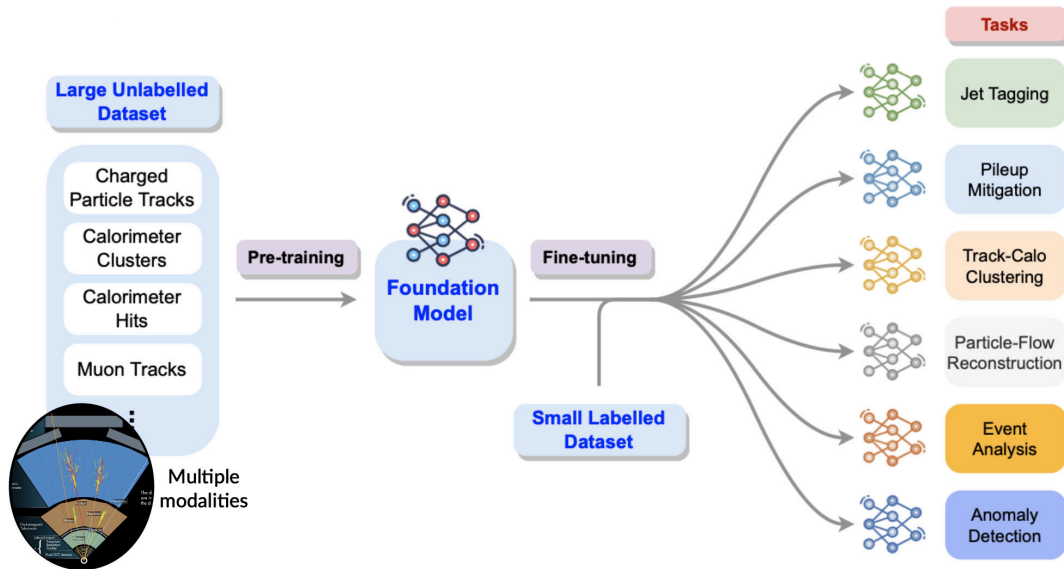 Tasks
Large Unlabelled
Dataset
Charged
Particle Tracks
Calorimeter
Clusters
Calorimeter
Hits
Muon Tracks
⋮
Multiple
modalities
Pre-training
Foundation
Model
Fine-tuning
Small Labelled
Dataset
Jet Tagging
Pileup
Mitigation
Track-Calo
Clustering
Particle-Flow
Reconstruction
Event
Analysis
Anomaly
Detection